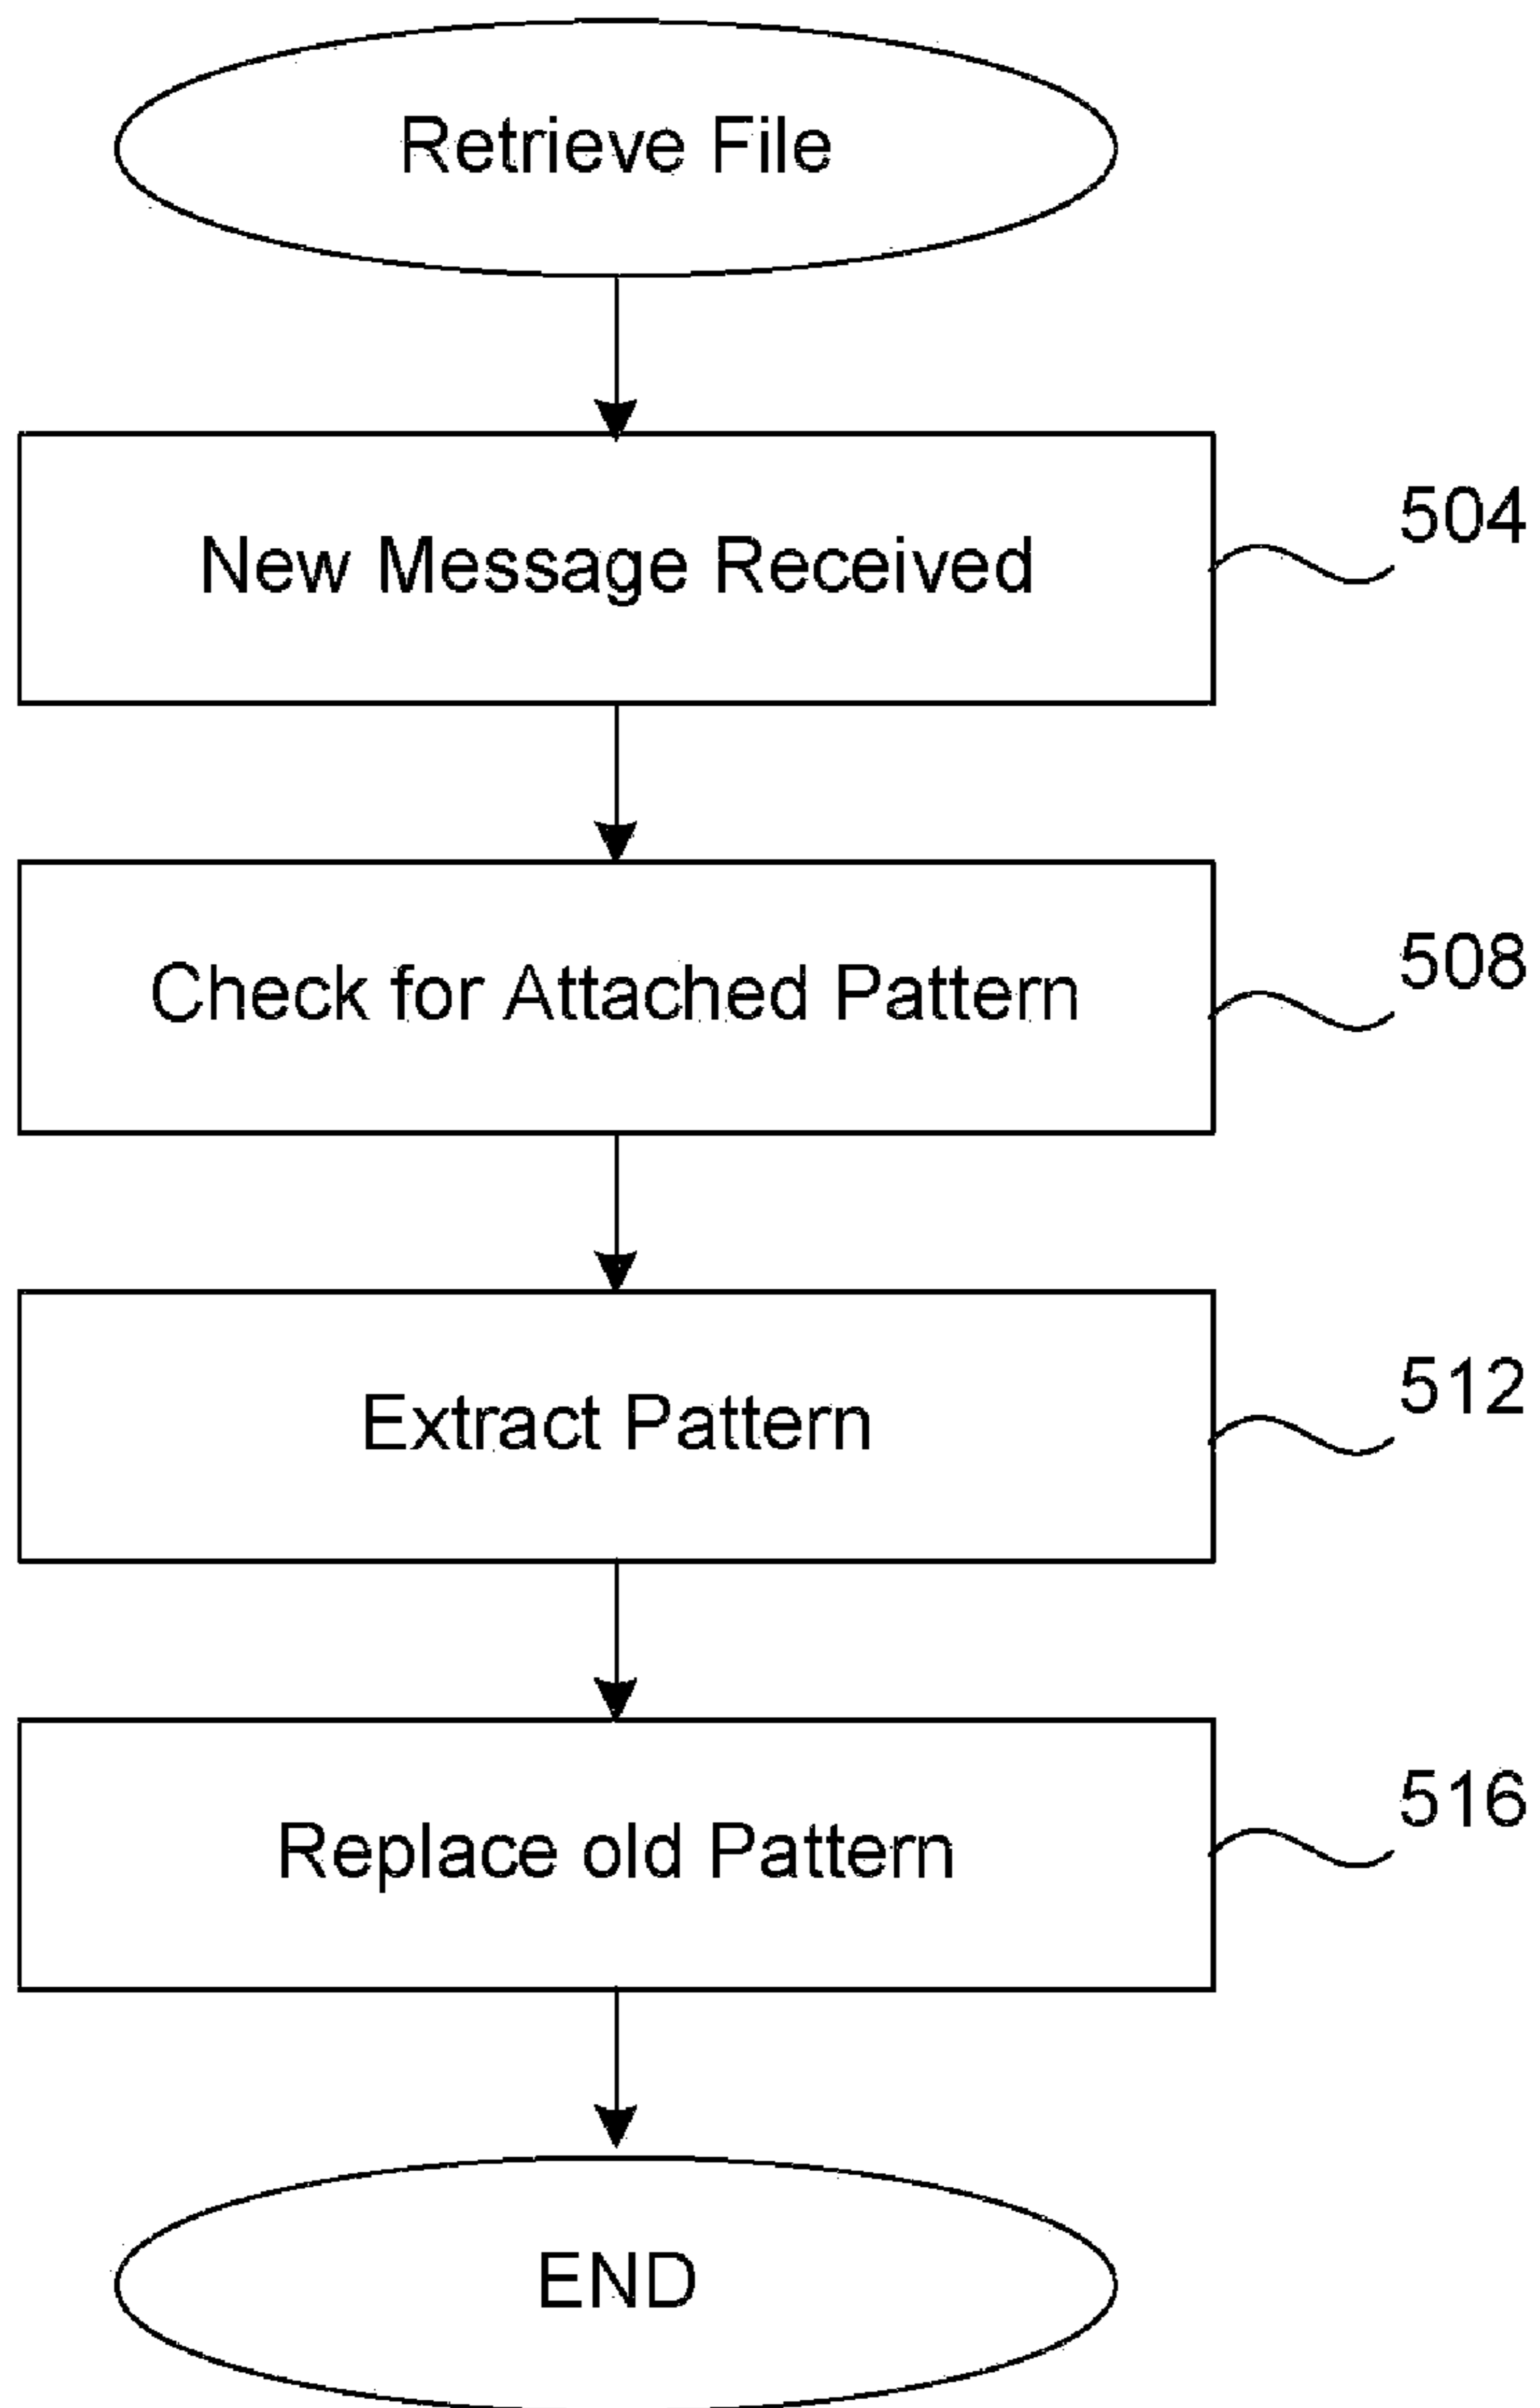 Retrieve File
New Message Received
504
Check for Attached Pattern
508
Extract Pattern
512
Replace old Pattern
516
END